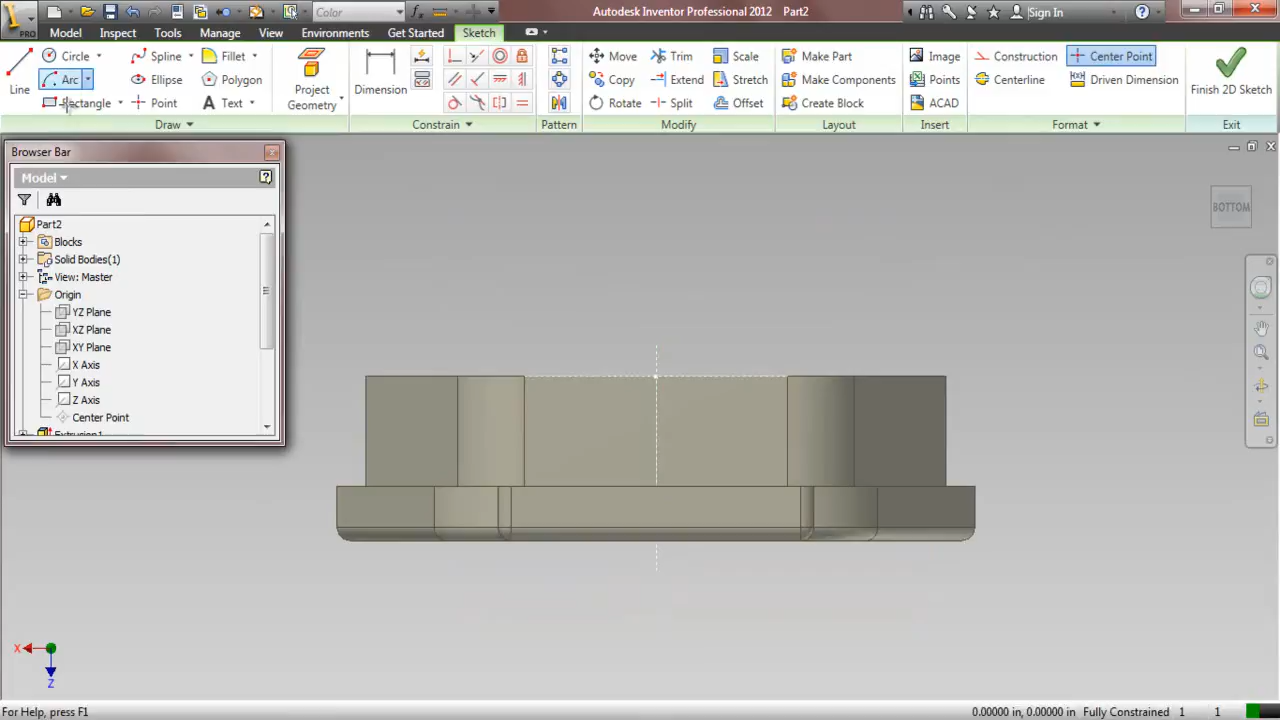 Color
Autodesk Inventor Professional 2012 Part2
Sign In
PRO
Model Inspect Tools Manage View Environments Get Started Sketch
Line
Circle
Arc
Rectangle
Spline
Ellipse
Point
Fillet
Polygon
Text
Project
Geometry
Dimension
Move
Copy
Rotate
Trim
Extend
Split
Scale
Stretch
Offset
Make Part
Make Components
Create Block
Image
Points
ACAD
Construction
Centerline
Center Point
Driven Dimension
Finish 2D Sketch
Draw
Constrain
Pattern
Modify
Layout
Insert
Format
Exit
Browser Bar
Model
Part2
Blocks
Solid Bodies(1)
View: Master
Origin
YZ Plane
XZ Plane
XY Plane
X Axis
Y Axis
Z Axis
Center Point
Extrusion1
BOTTOM
X
Z
For Help, press F1
0.00000 in, 0.00000 in Fully Constrained 1 1